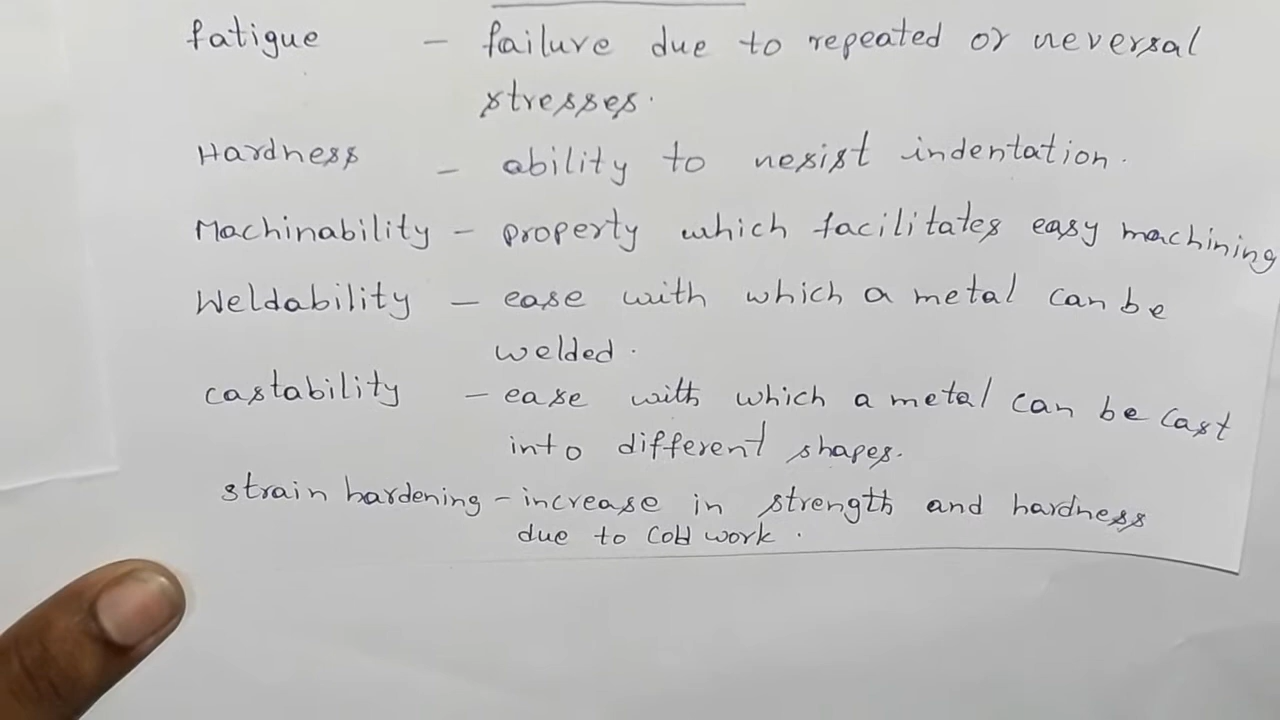 fatigue - failure due to repeated or reversal
stresses.
Hardness - ability to resist indentation.
Machinability - property which facilitates easy machining
Weldability - ease with which a metal can be
welded.
castability - ease with which a metal can be cast
into different shapes.
strain hardening - increase in strength and hardness
due to cold work.